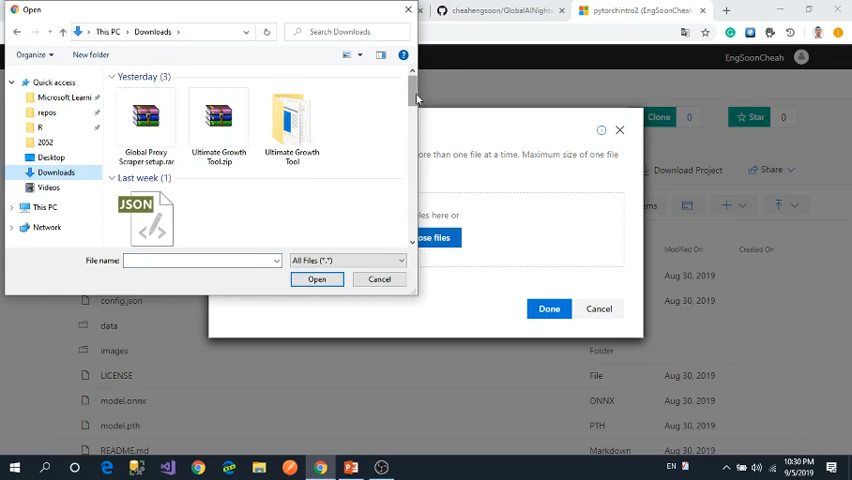 Open
cheahengsoon/GlobalAINights
pytorchintro2 (EngSoonCheah)
This PC
Downloads
Search Downloads
Organize
New folder
EngSoonCheah
Quick access
Microsoft Learni
repos
R
2052
Desktop
Downloads
Videos
This PC
Network
Yesterday (3)
Global Proxy
Scraper setup.rar
Ultimate Growth
Tool.zip
Ultimate Growth
Tool
Last week (1)
JSON
File name:
All Files (*.*)
Open
Cancel
Clone
0
Star
0
ore than one file at a time. Maximum size of one file
Download Project
Share
ems
les here or
ose files
Done
Cancel
Modified On
Created On
Aug 30, 2019
config.json
Aug 30, 2019
data
images
Folder
LICENSE
File
Aug 30, 2019
model.onnx
ONNX
Aug 30, 2019
model.pth
PTH
Aug 30, 2019
README.md
Markdown
Aug 30, 2019
EN
10:30 PM
9/5/2019